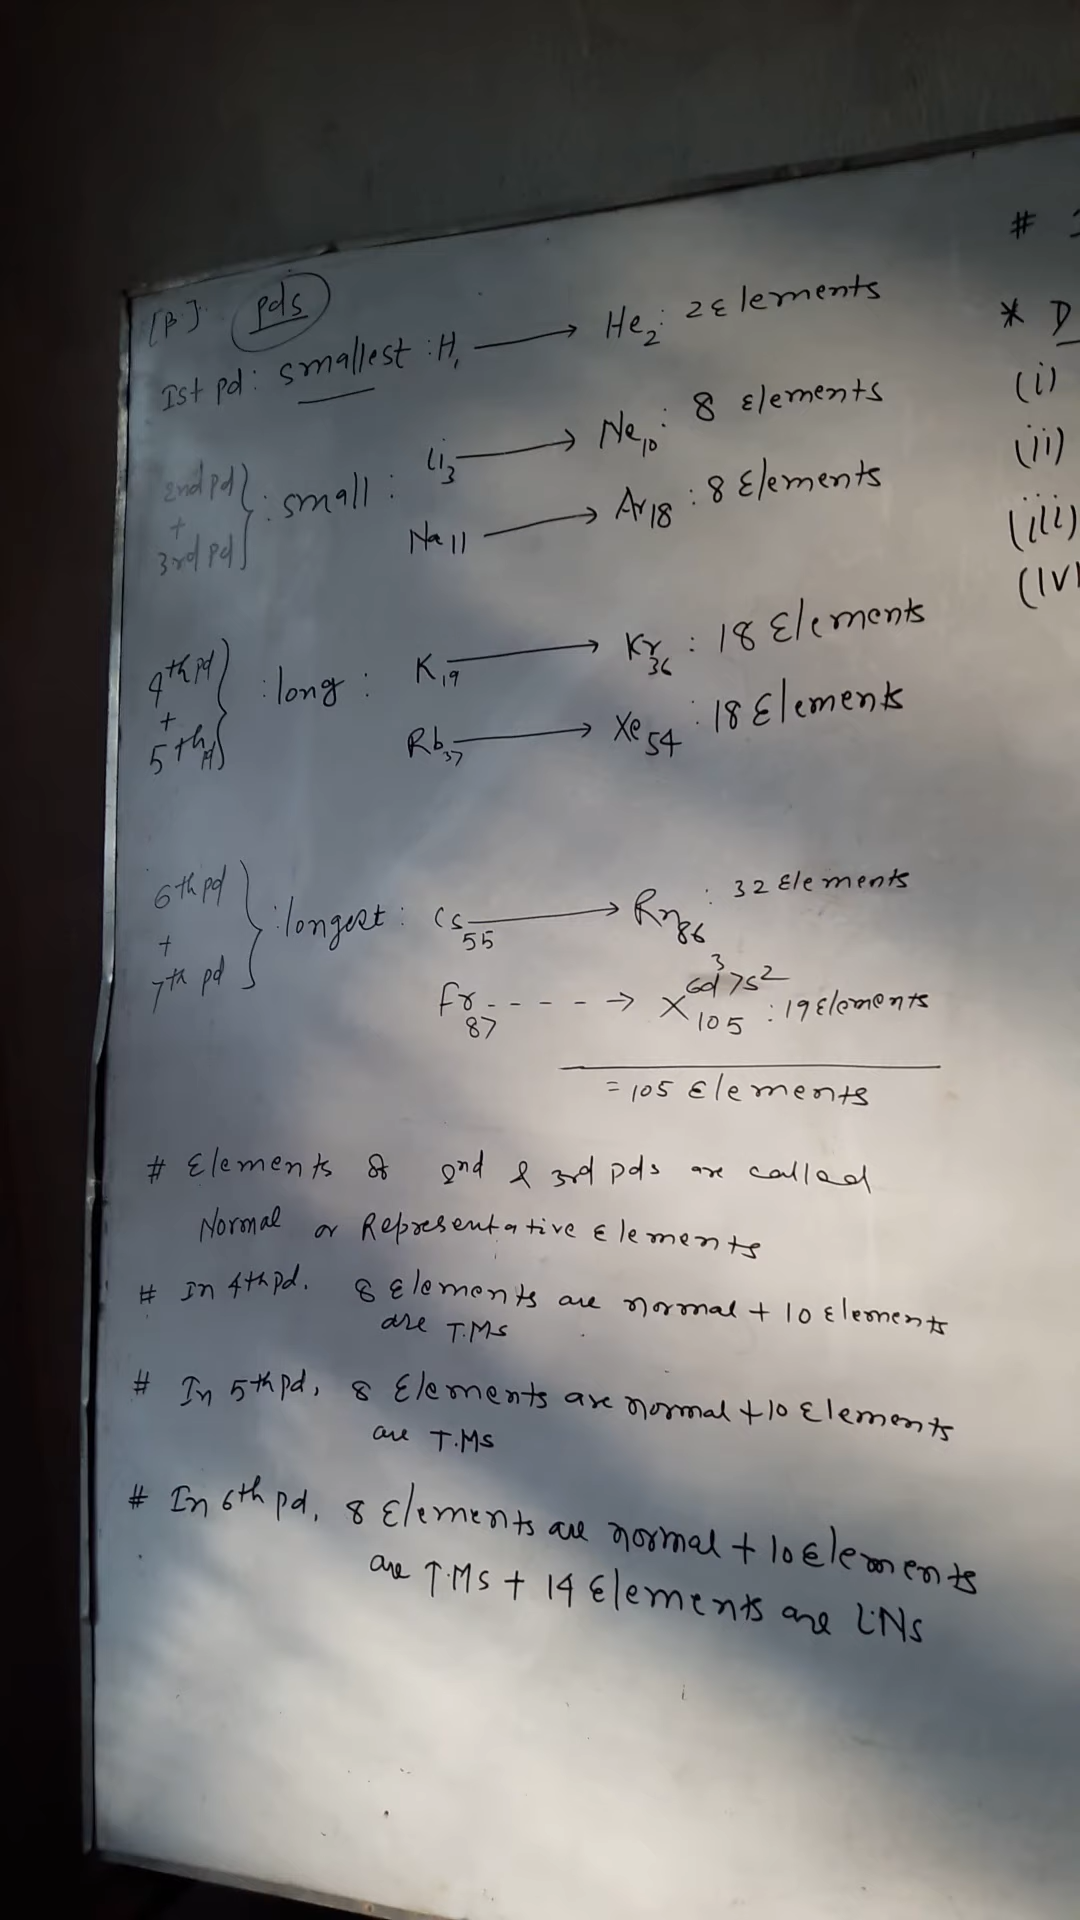 [B] pds
Ist pd: smallest : H1 → He2 : 2 Elements
2nd pd + 3rd pd } : small : Li3 → Ne10 : 8 Elements
Na11 → Ar18 : 8 Elements
4th pd + 5th pd } : long : K19 → Kr36 : 18 Elements
Rb37 → Xe54 : 18 Elements
6th pd + 7th pd } : longest : Cs55 → Rn86 : 32 Elements
Fr87 ----→ X105 6d³ 7s² : 19 Elements
= 105 Elements
# Elements of 2nd & 3rd pds are called
Normal or Representative Elements
# In 4th pd. 8 Elements are normal + 10 Elements
are T.Ms
# In 5th pd, 8 Elements are normal + 10 Elements
are T.Ms
# In 6th pd, 8 Elements are normal + 10 Elements
are T.Ms + 14 Elements are L.Ns
#
* D
(i)
(ii)
(iii)
(iv)